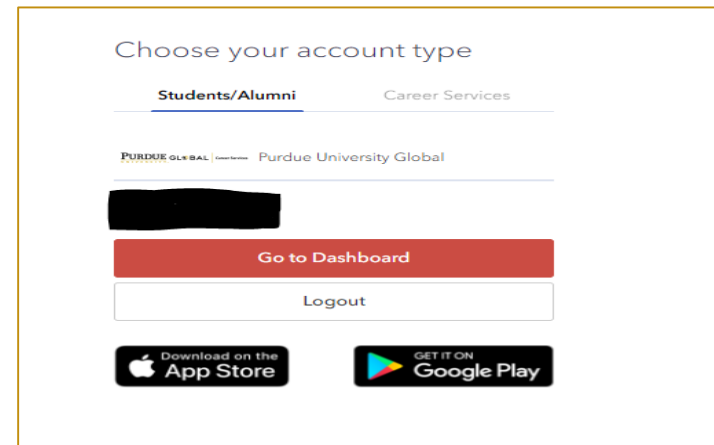 Choose your account type
Students/Alumni Career Services
PURDUE GLOBAL Purdue University Global
Go to Dashboard
Logout
Download on the
App Store
GET IT ON
Google Play